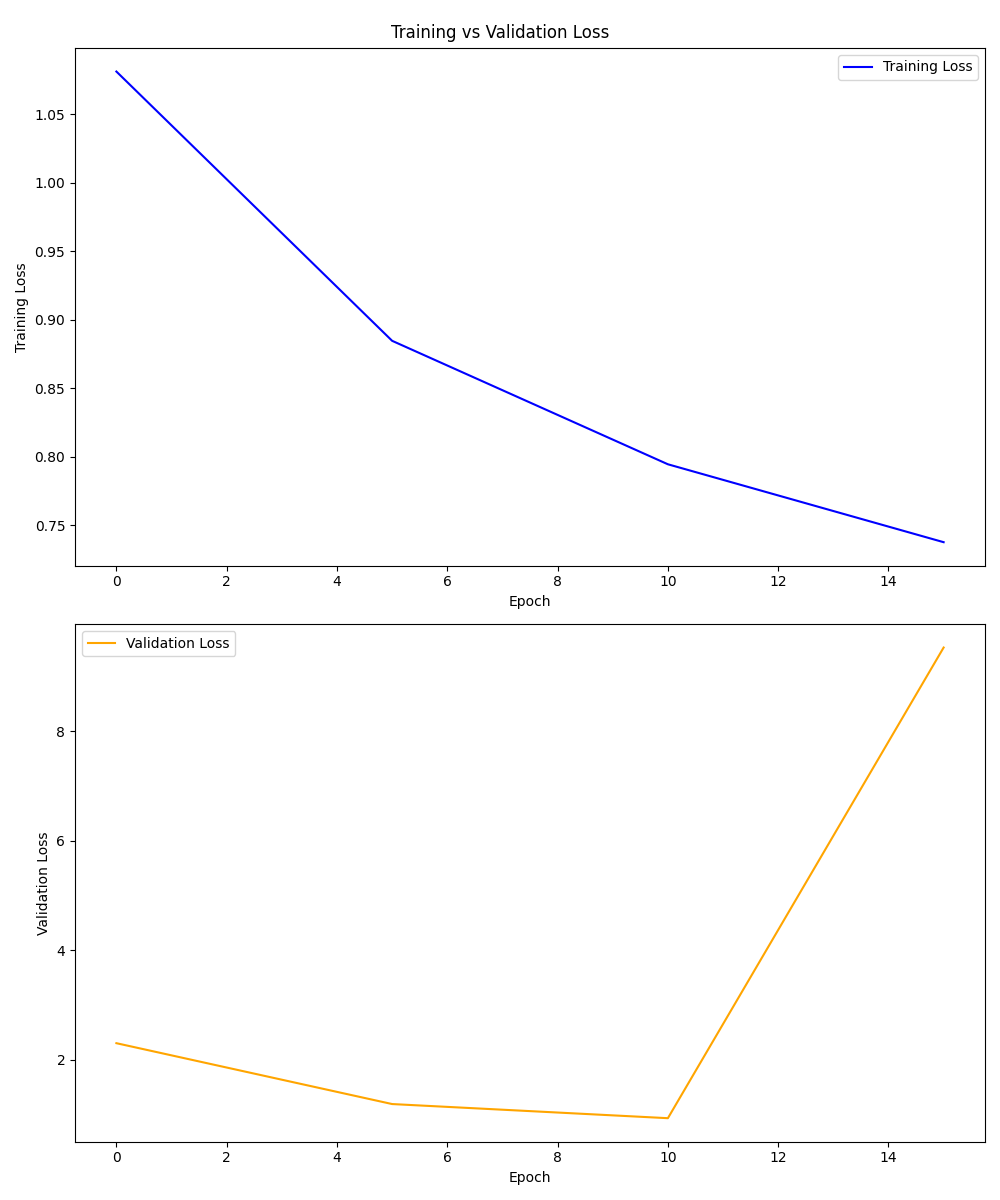 Training vs Validation Loss
Training Loss
1.05
1.00
0.95
0.90
0.85
0.80
0.75
Training Loss
0 2 4 6 8 10 12 14
Epoch
Validation Loss
8
6
4
2
Validation Loss
0 2 4 6 8 10 12 14
Epoch